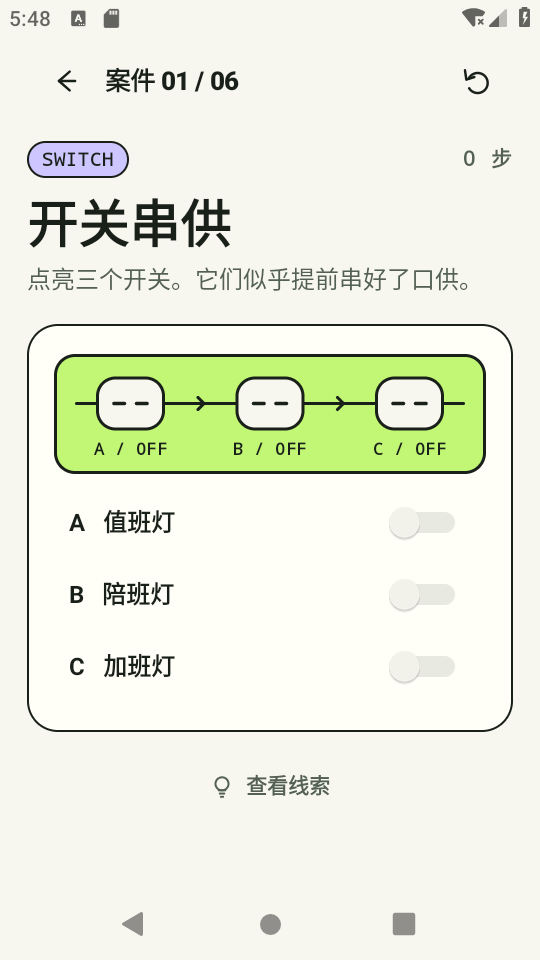 5:48
案件 01 / 06
SWITCH
0 步
开关串供
点亮三个开关。它们似乎提前串好了口供。
A / OFF
B / OFF
C / OFF
A 值班灯
B 陪班灯
C 加班灯
查看线索